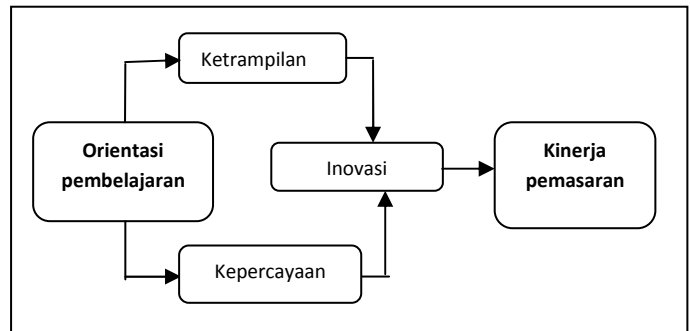 Ketrampilan
Orientasi
pembelajaran
Inovasi
Kinerja
pemasaran
Kepercayaan